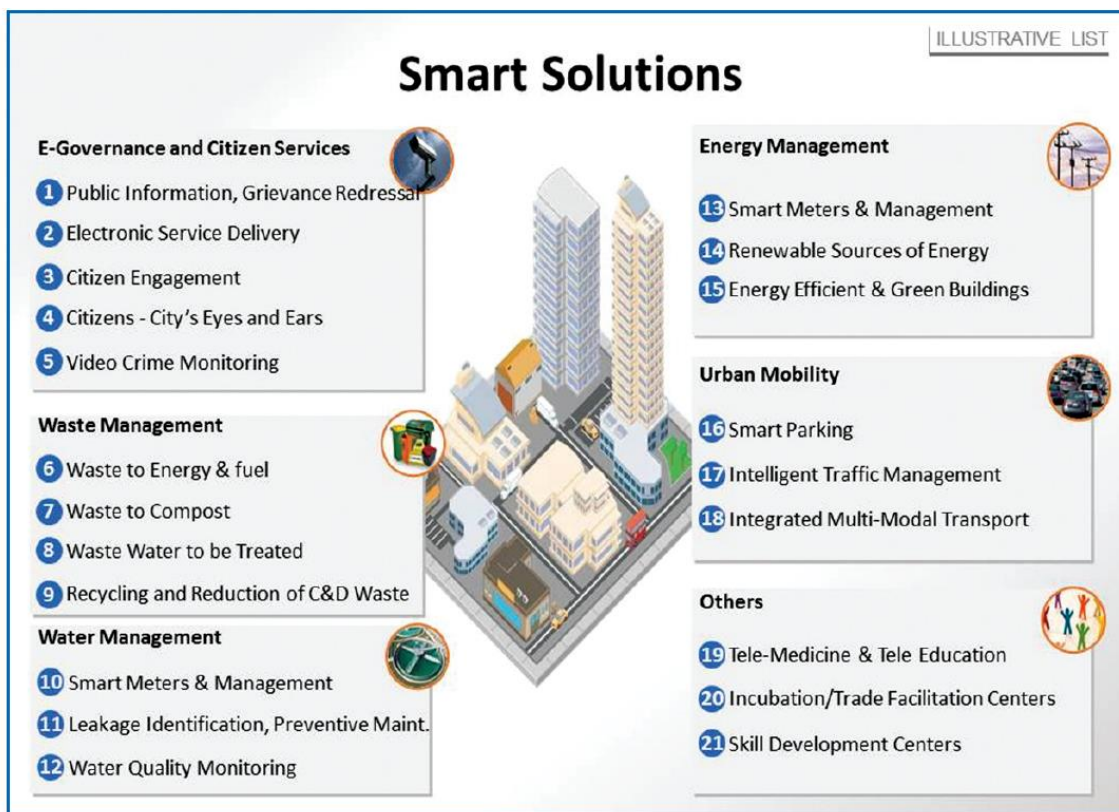 ILLUSTRATIVE LIST
Smart Solutions
E-Governance and Citizen Services
1 Public Information, Grievance Redressal
2 Electronic Service Delivery
3 Citizen Engagement
4 Citizens - City's Eyes and Ears
5 Video Crime Monitoring
Waste Management
6 Waste to Energy & fuel
7 Waste to Compost
8 Waste Water to be Treated
9 Recycling and Reduction of C&D Waste
Water Management
10 Smart Meters & Management
11 Leakage Identification, Preventive Maint.
12 Water Quality Monitoring
Energy Management
13 Smart Meters & Management
14 Renewable Sources of Energy
15 Energy Efficient & Green Buildings
Urban Mobility
16 Smart Parking
17 Intelligent Traffic Management
18 Integrated Multi-Modal Transport
Others
19 Tele-Medicine & Tele Education
20 Incubation/Trade Facilitation Centers
21 Skill Development Centers